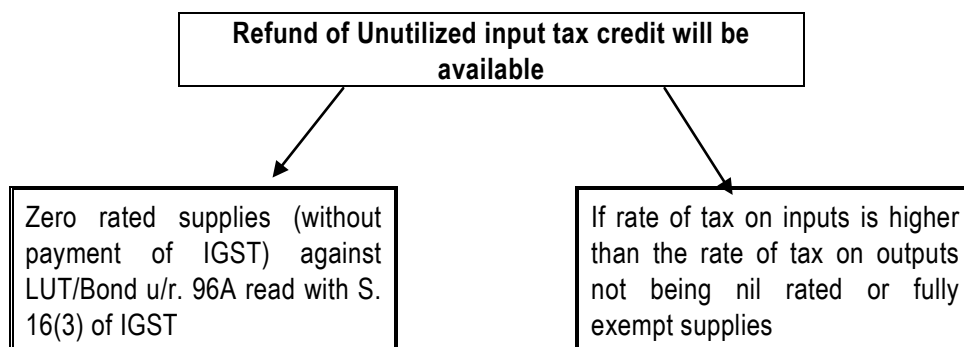 Refund of Unutilized input tax credit will be
available
Zero rated supplies (without
payment of IGST) against
LUT/Bond u/r. 96A read with S.
16(3) of IGST
If rate of tax on inputs is higher
than the rate of tax on outputs
not being nil rated or fully
exempt supplies